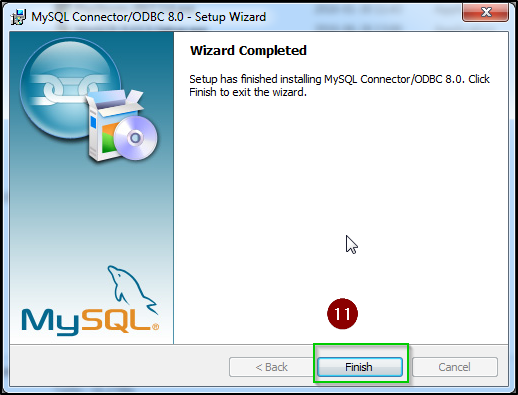 MySQL Connector/ODBC 8.0 - Setup Wizard
Wizard Completed
Setup has finished installing MySQL Connector/ODBC 8.0. Click
Finish to exit the wizard.
MySQL®
11
< Back
Finish
Cancel